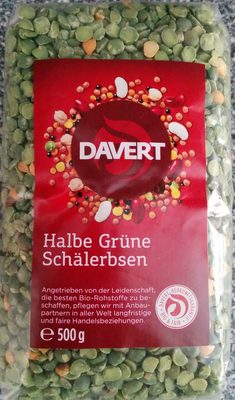 DAVERT
Halbe Grüne
Schälerbsen
Angetrieben von der Leidenschaft,
die besten Bio-Rohstoffe zu be-
schaffen, pflegen wir mit Anbau-
partnern in aller Welt langfristige
und faire Handelsbeziehungen.
℮ 500 g